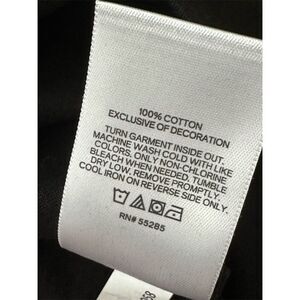 100% COTTON
EXCLUSIVE OF DECORATION
TURN GARMENT INSIDE OUT.
MACHINE WASH COLD WITH LIKE
COLORS. ONLY NON-CHLORINE
BLEACH WHEN NEEDED. TUMBLE
DRY LOW. REMOVE PROMPTLY.
COOL IRON ON REVERSE SIDE ONLY.
RN# 55285